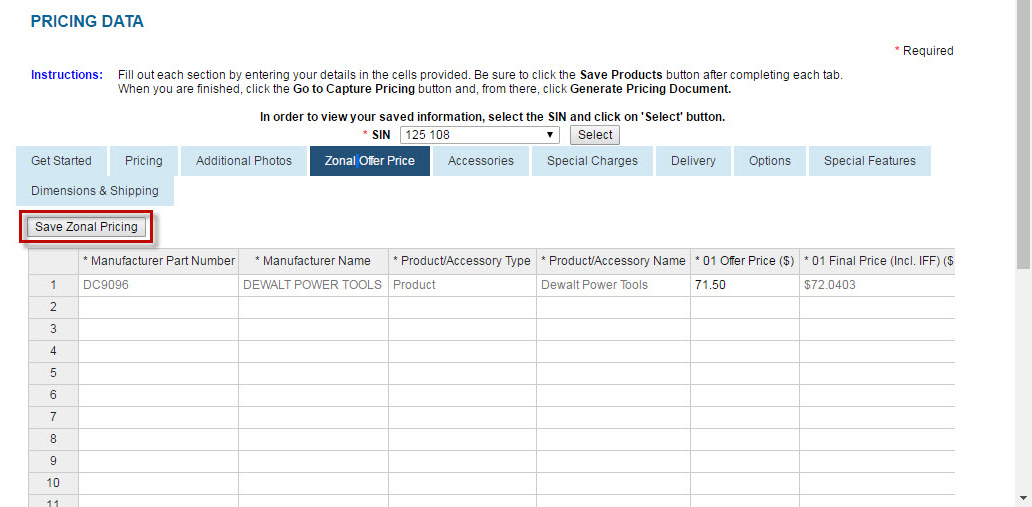 PRICING DATA
* Required
Instructions: Fill out each section by entering your details in the cells provided. Be sure to click the Save Products button after completing each tab.
When you are finished, click the Go to Capture Pricing button and, from there, click Generate Pricing Document.
In order to view your saved information, select the SIN and click on 'Select' button.
* SIN 125 108 Select
Get Started Pricing Additional Photos Zonal Offer Price Accessories Special Charges Delivery Options Special Features
Dimensions & Shipping
Save Zonal Pricing
* Manufacturer Part Number * Manufacturer Name * Product/Accessory Type * Product/Accessory Name * 01 Offer Price ($) * 01 Final Price (Incl. IFF) ($
1 DC9096 DEWALT POWER TOOLS Product Dewalt Power Tools 71.50 $72.0403
2
3
4
5
6
7
8
9
10
11